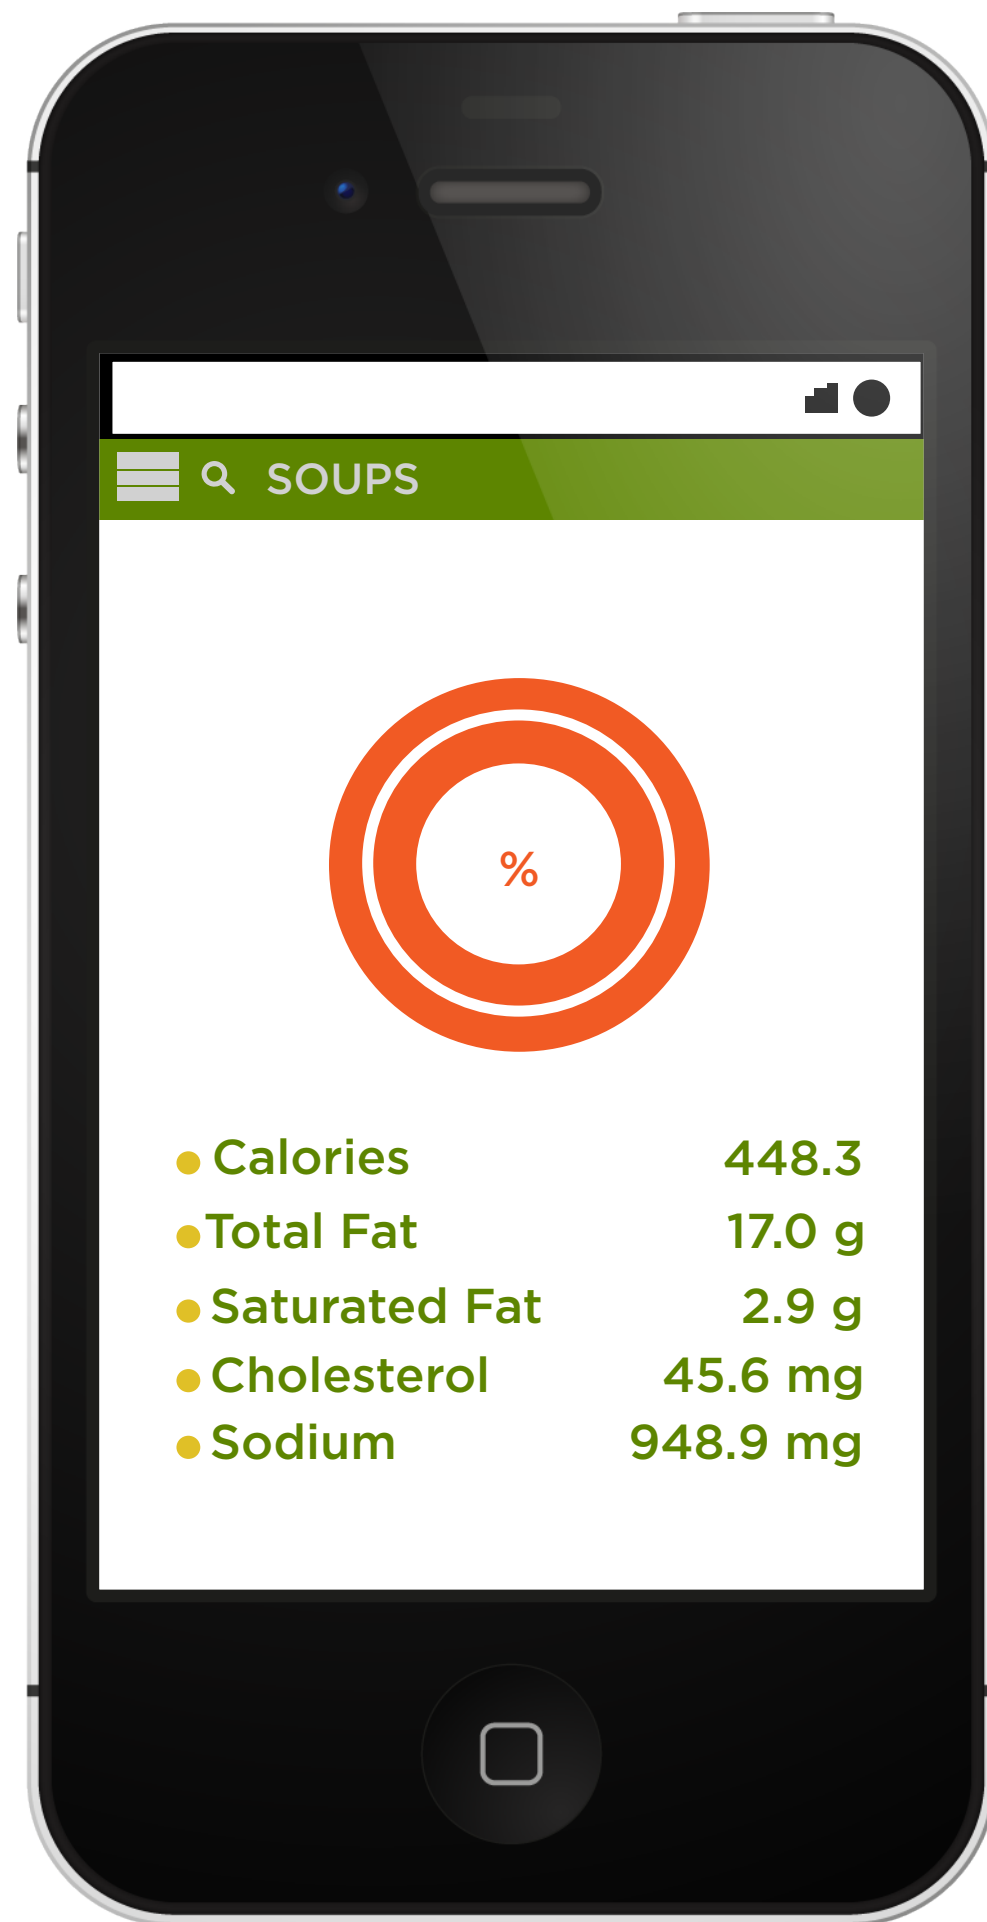 SOUPS
%
Calories 448.3
Total Fat 17.0 g
Saturated Fat 2.9 g
Cholesterol 45.6 mg
Sodium 948.9 mg